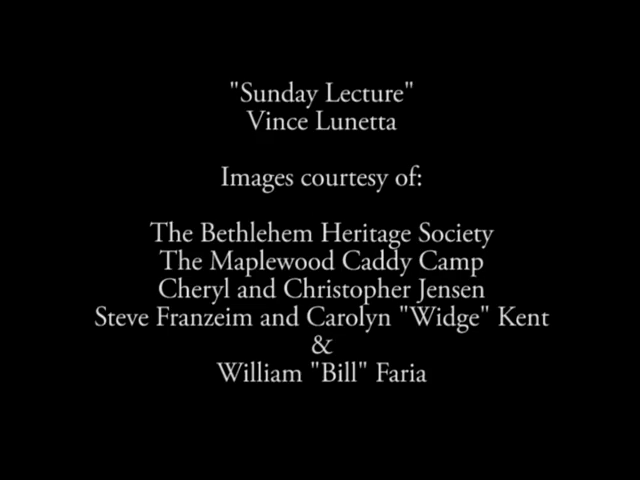 "Sunday Lecture"
Vince Lunetta
Images courtesy of:
The Bethlehem Heritage Society
The Maplewood Caddy Camp
Cheryl and Christopher Jensen
Steve Franzeim and Carolyn "Widge" Kent
&
William "Bill" Faria